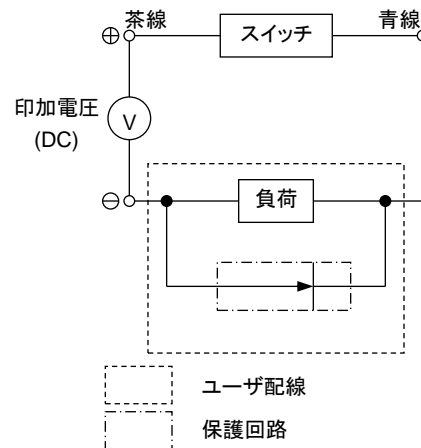 ⊕ 茶線 スイッチ 青線
印加電圧
(DC)
V
⊖ 負荷
ユーザ配線
保護回路